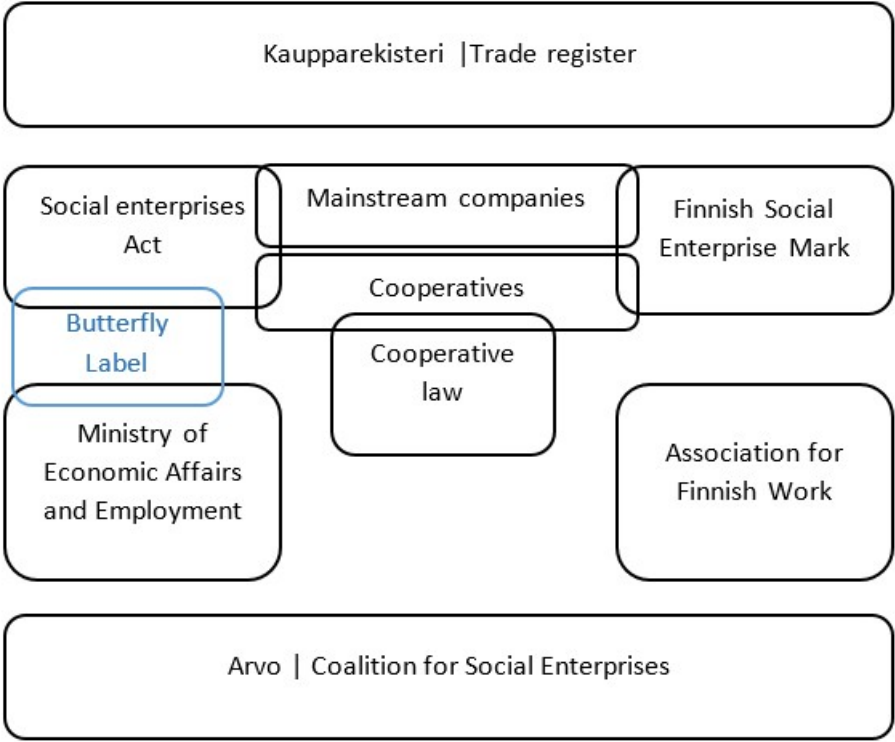 Kaupparekisteri |Trade register
Social enterprises
Act
Mainstream companies
Finnish Social
Enterprise Mark
Cooperatives
Butterfly
Label
Cooperative
law
Ministry of
Economic Affairs
and Employment
Association for
Finnish Work
Arvo | Coalition for Social Enterprises